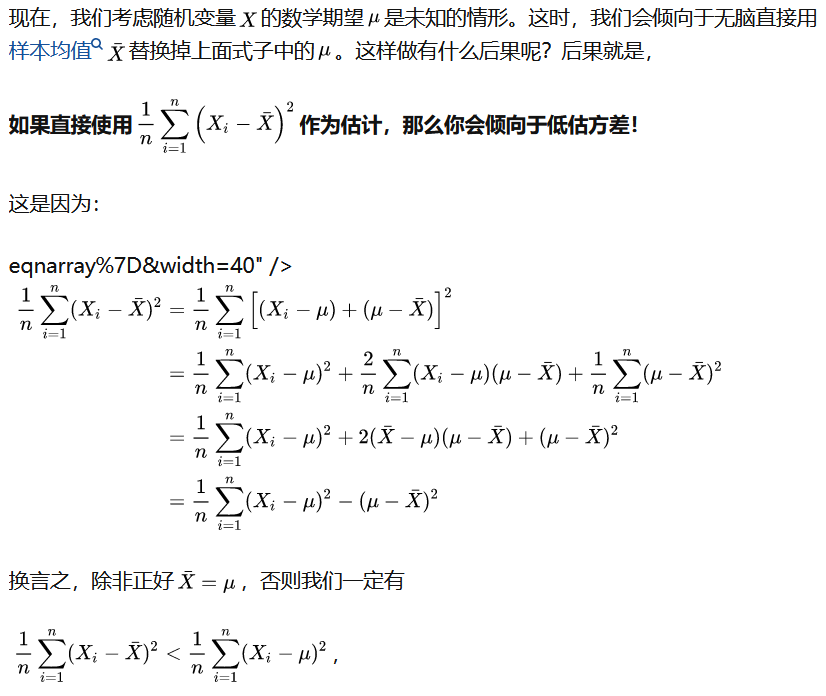 现在，我们考虑随机变量 X 的数学期望 μ 是未知的情形。这时，我们会倾向于无脑直接用
样本均值 X̄ 替换掉上面式子中的 μ 。这样做有什么后果呢？后果就是，
如果直接使用 \frac{1}{n}\sum_{i=1}^{n}\left(X_i-\bar{X}\right)^2 作为估计，那么你会倾向于低估方差！
这是因为：
eqnarray%7D&width=40" />
\frac{1}{n}\sum_{i=1}^{n}(X_i-\bar{X})^2=\frac{1}{n}\sum_{i=1}^{n}\left[(X_i-\mu)+(\mu-\bar{X})\right]^2
=\frac{1}{n}\sum_{i=1}^{n}(X_i-\mu)^2+\frac{2}{n}\sum_{i=1}^{n}(X_i-\mu)(\mu-\bar{X})+\frac{1}{n}\sum_{i=1}^{n}(\mu-\bar{X})^2
=\frac{1}{n}\sum_{i=1}^{n}(X_i-\mu)^2+2(\bar{X}-\mu)(\mu-\bar{X})+(\mu-\bar{X})^2
=\frac{1}{n}\sum_{i=1}^{n}(X_i-\mu)^2-(\mu-\bar{X})^2
换言之，除非正好 X̄ = μ ，否则我们一定有
\frac{1}{n}\sum_{i=1}^{n}(X_i-\bar{X})^2<\frac{1}{n}\sum_{i=1}^{n}(X_i-\mu)^2 ，